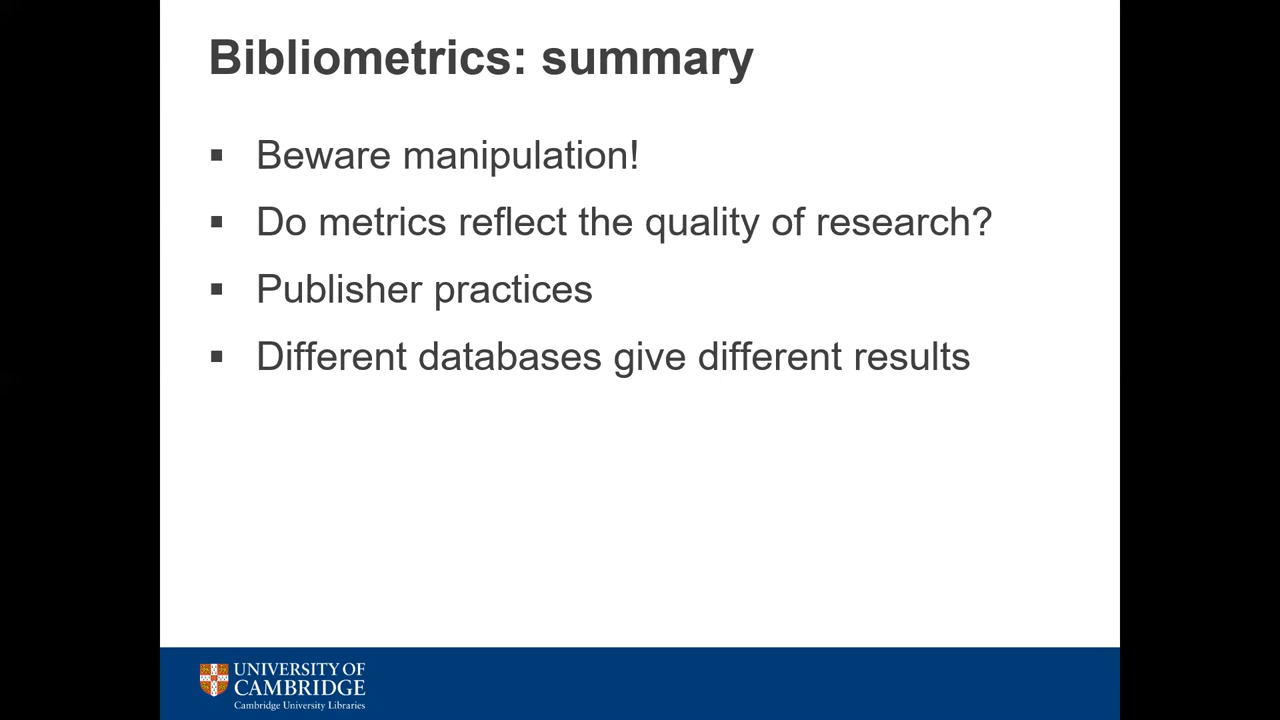 Bibliometrics: summary
▪ Beware manipulation!
▪ Do metrics reflect the quality of research?
▪ Publisher practices
▪ Different databases give different results
UNIVERSITY OF
CAMBRIDGE
Cambridge University Libraries